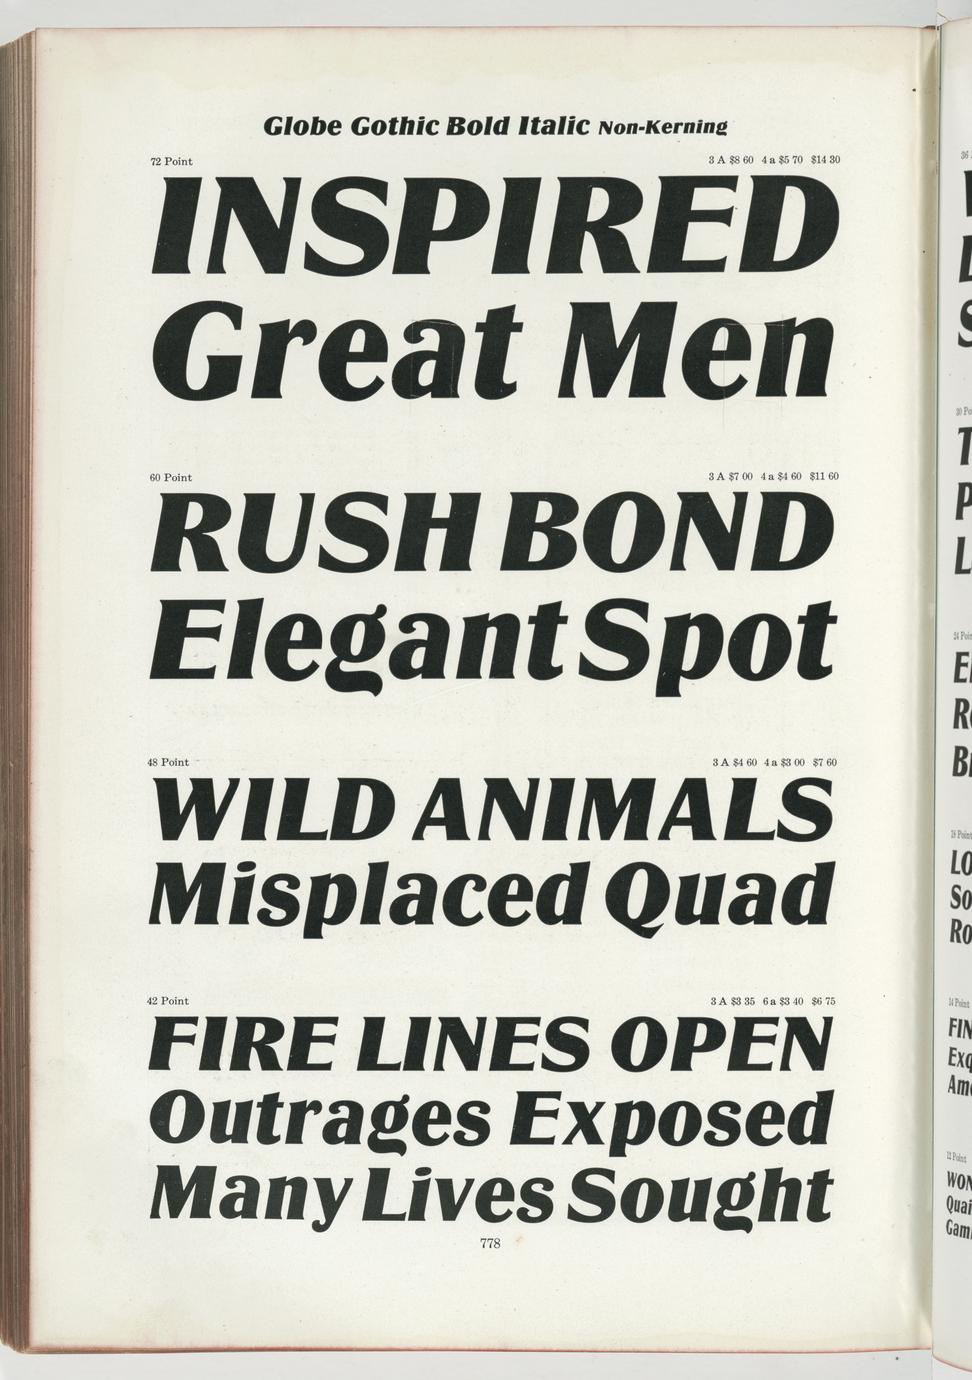 Globe Gothic Bold Italic Non-Kerning
72 Point 3 A $8 60 4 a $5 70 $14 30
INSPIRED
Great Men
60 Point 3 A $7 00 4 a $4 60 $11 60
RUSH BOND
Elegant Spot
48 Point 3 A $4 60 4 a $3 00 $7 60
WILD ANIMALS
Misplaced Quad
42 Point 3 A $3 35 6 a $3 40 $6 75
FIRE LINES OPEN
Outrages Exposed
Many Lives Sought
778